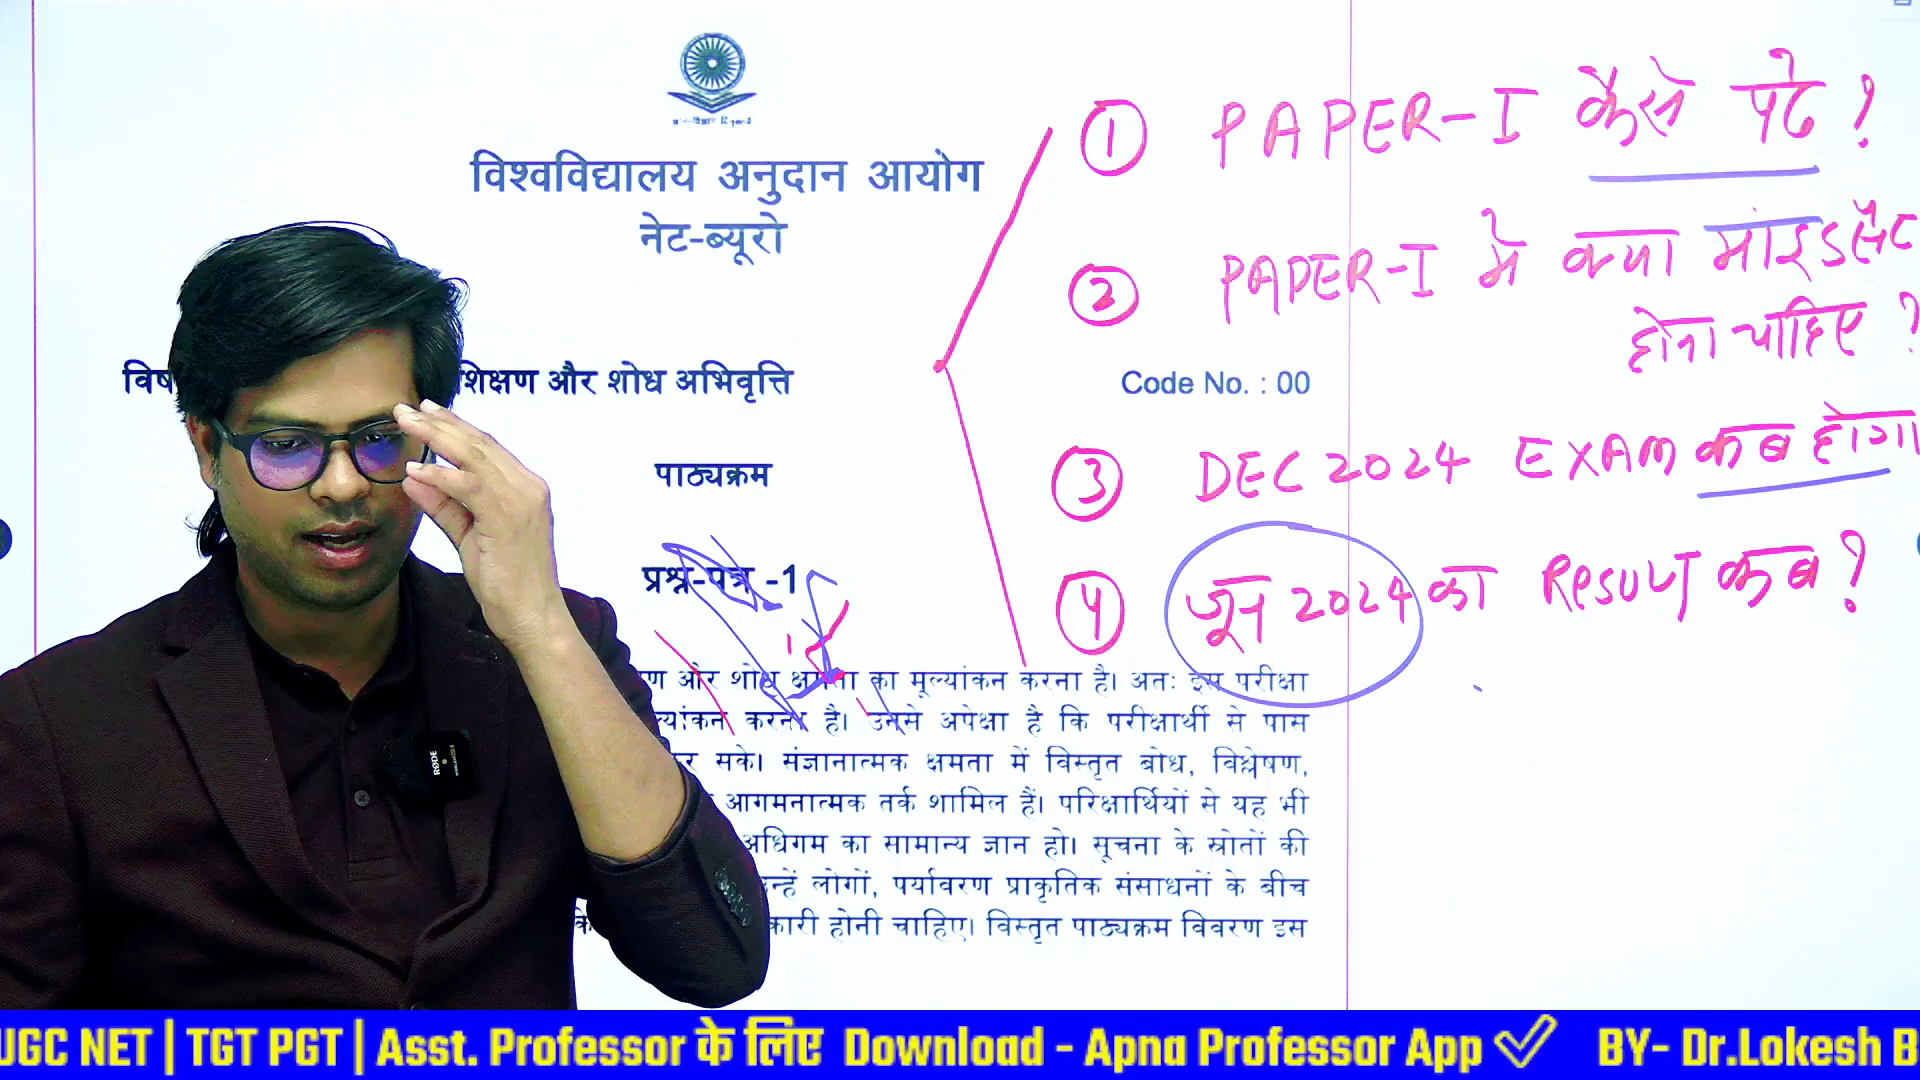 विश्वविद्यालय अनुदान आयोग
नेट-ब्यूरो
शिक्षण और शोध अभिवृत्ति
Code No. : 00
पाठ्यक्रम
प्रश्न-पत्र -1
और शोध क्षमता का मूल्यांकन करना है। अतः इस परीक्षा
करना है। उनसे अपेक्षा है कि परीक्षार्थी से पास
सके। संज्ञानात्मक क्षमता में विस्तृत बोध, विश्लेषण,
आगमनात्मक तर्क शामिल हैं। परिक्षार्थियों से यह भी
अधिगम का सामान्य ज्ञान हो। सूचना के स्रोतों की
लोगों, पर्यावरण प्राकृतिक संसाधनों के बीच
होनी चाहिए। विस्तृत पाठ्यक्रम विवरण इस
① PAPER-I कैसे पढे ?
② PAPER-I में क्या माइंडसेट
होना चाहिए ?
③ DEC 2024 EXAM कब होगा
④ जून 2024 का Result कब ?
RØDE
UGC NET | TGT PGT | Asst. Professor के लिए Download - Apna Professor App ✓ BY- Dr.Lokesh B